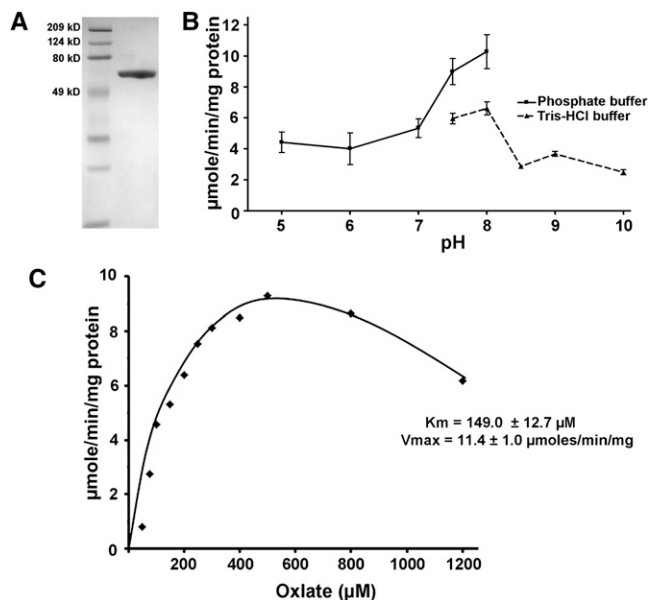 A
209 kD
124 kD
80 kD
49 kD
B
µmole/min/mg protein
12
10
8
6
4
2
0
Phosphate buffer
Tris-HCl buffer
5 6 7 8 9 10
pH
C
µmole/min/mg protein
10
8
6
4
2
0
Km = 149.0 ± 12.7 µM
Vmax = 11.4 ± 1.0 µmoles/min/mg
200 400 600 800 1000 1200
Oxlate (µM)